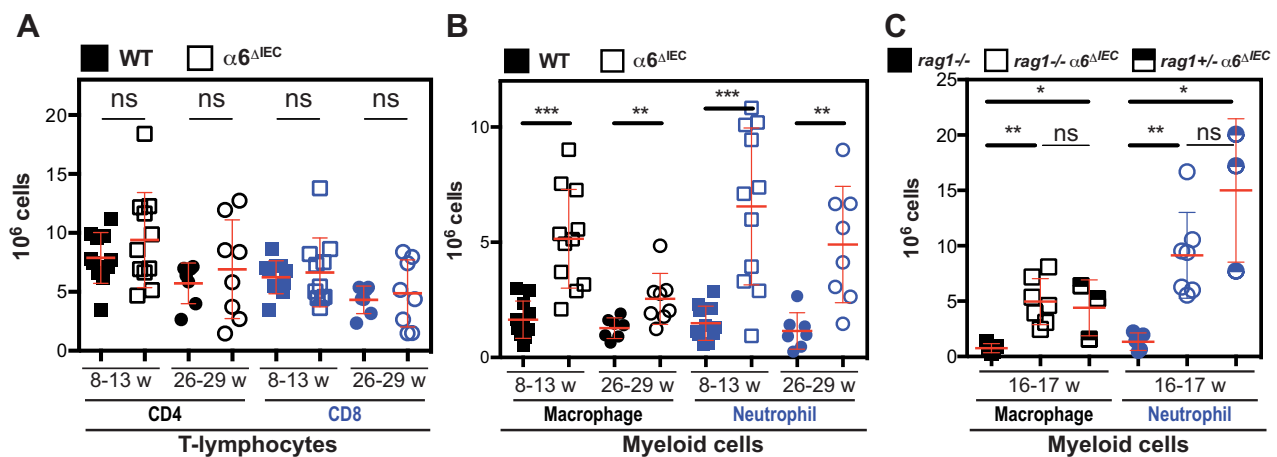 A
WT α6ΔIEC
ns ns ns ns
20
15
10
5
0
10⁶ cells
8-13 w 26-29 w 8-13 w 26-29 w
CD4 CD8
T-lymphocytes
B
WT α6ΔIEC
*** ** *** **
10
5
0
10⁶ cells
8-13 w 26-29 w 8-13 w 26-29 w
Macrophage Neutrophil
Myeloid cells
C
rag1-/- rag1-/- α6ΔIEC rag1+/- α6ΔIEC
* *
** ns ** ns
25
20
15
10
5
0
10⁶ cells
16-17 w 16-17 w
Macrophage Neutrophil
Myeloid cells